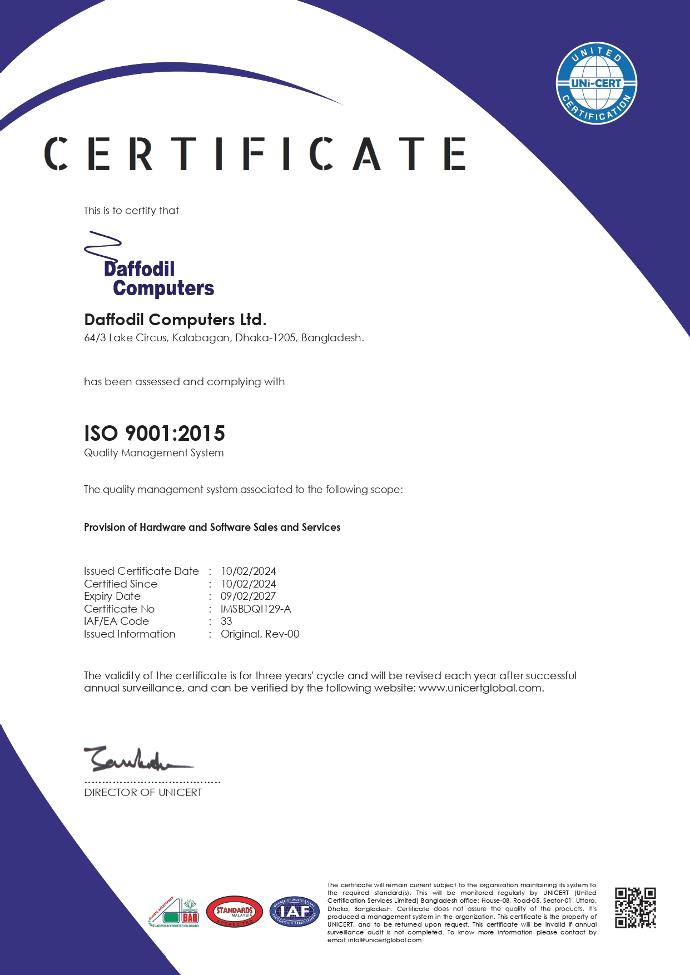 UNITED
UNi-CERT
CERTIFICATION
CERTIFICATE
This is to certify that
Daffodil
Computers
Daffodil Computers Ltd.
64/3 Lake Circus, Kalabagan, Dhaka-1205, Bangladesh.
has been assessed and complying with
ISO 9001:2015
Quality Management System
The quality management system associated to the following scope:
Provision of Hardware and Software Sales and Services
Issued Certificate Date : 10/02/2024
Certified Since : 10/02/2024
Expiry Date : 09/02/2027
Certificate No : IMSBDQI129-A
IAF/EA Code : 33
Issued Information : Original, Rev-00
The validity of the certificate is for three years' cycle and will be revised each year after successful
annual surveillance, and can be verified by the following website: www.unicertglobal.com.
DIRECTOR OF UNICERT
BAB
STANDARDS
MALAYSIA
IAF
The certificate will remain current subject to the organization maintaining its system to
the required standard(s). This will be monitored regularly by UNICERT (United
Certification Services Limited) Bangladesh office: House-08, Road-05, Sector-01 Uttara,
Dhaka, Bangladesh. Certificate does not assure the quality of the products. It's
produced a management system in the organization. This certificate is the property of
UNICERT, and to be returned upon request. This certificate will be invalid if annual
surveillance audit is not completed. To know more information please contact by
email: info@unicertglobal.com